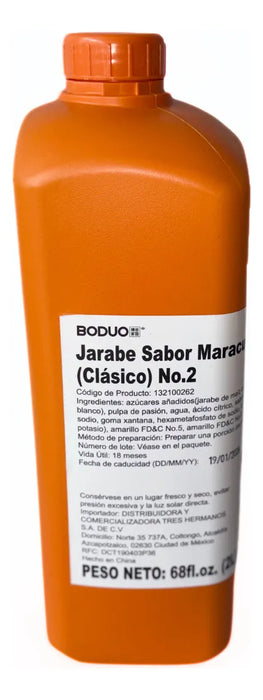 BODUO
Jarabe Sabor Maracu
(Clásico) No.2
Código de Producto: 132100262
Ingredientes: azúcares añadidos(jarabe de maíz
blanco), pulpa de pasión, agua, ácido cítrico,
sodio, goma xantana, hexametafosfato de
potasio), amarillo FD&C No.5, amarillo FD&C
Método de preparación: Preparar una porción
Número de lote: Véase en el paquete.
Vida Útil: 18 meses
Fecha de caducidad (DD/MM/YY): 19/01/
Consérvese en un lugar fresco y seco, evitar
presión excesiva y la luz solar directa.
Importador: DISTRIBUIDORA Y
COMERCIALIZADORA TRES HERMANOS
S.A. DE C.V
Domicilio: Norte 35 737A, Coltongo, Alcaldía
Azcapotzalco, 02630 Ciudad de México
RFC: DCT190403P36
Hecho en China
PESO NETO: 68fl.oz.